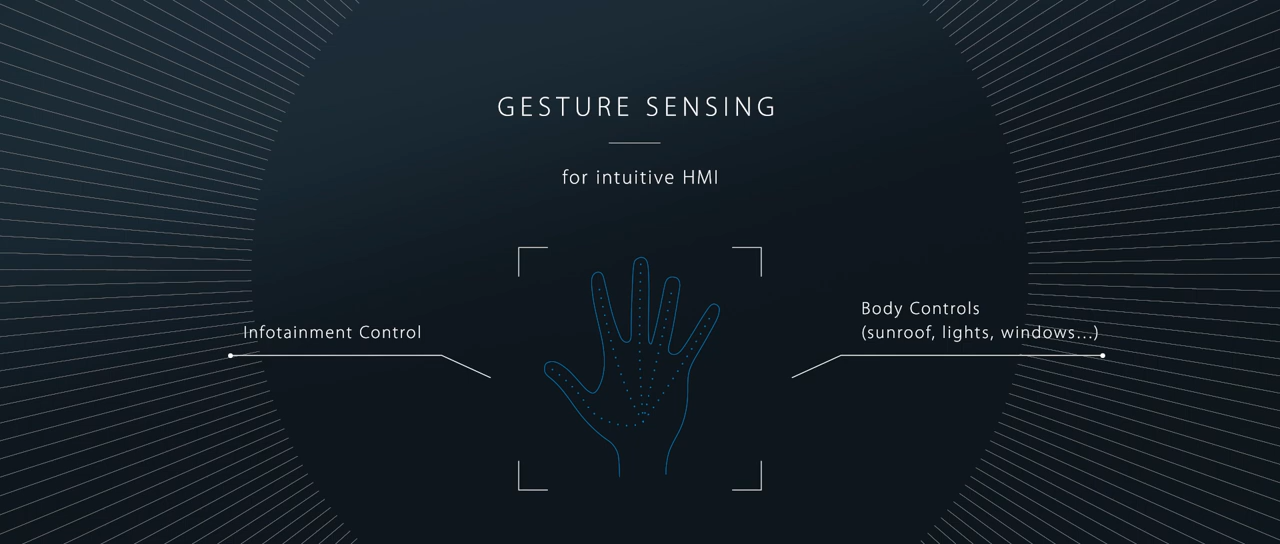 GESTURE SENSING
for intuitive HMI
Infotainment Control
Body Controls
(sunroof, lights, windows...)